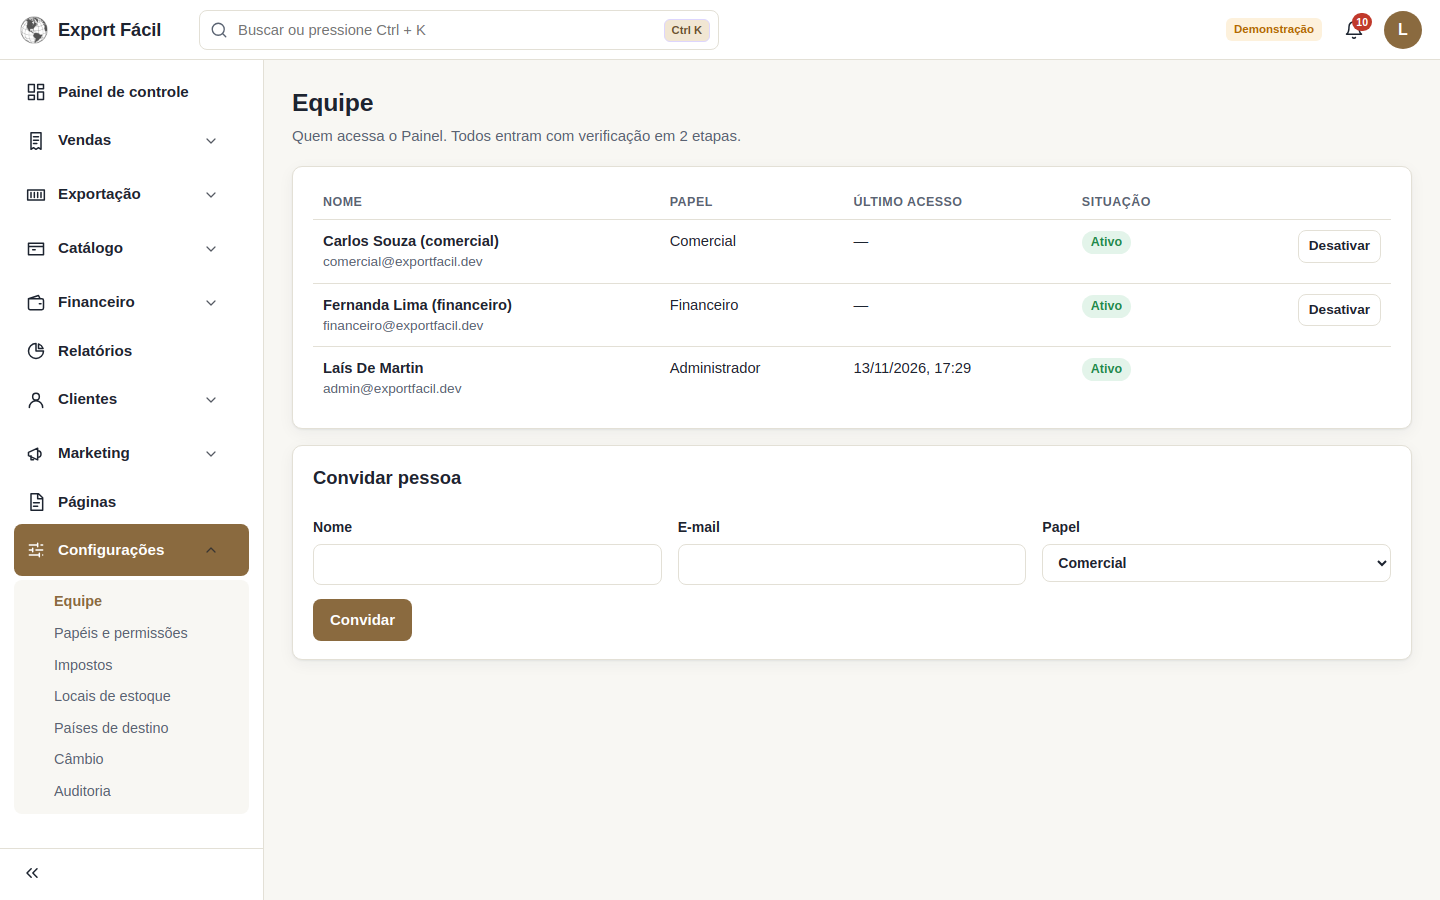 Export Fácil
Buscar ou pressione Ctrl + K
Ctrl K
Demonstração
10
L
Painel de controle
Vendas
Exportação
Catálogo
Financeiro
Relatórios
Clientes
Marketing
Páginas
Configurações
Equipe
Papéis e permissões
Impostos
Locais de estoque
Países de destino
Câmbio
Auditoria
Equipe
Quem acessa o Painel. Todos entram com verificação em 2 etapas.
NOME PAPEL ÚLTIMO ACESSO SITUAÇÃO
Carlos Souza (comercial) Comercial — Ativo Desativar
comercial@exportfacil.dev
Fernanda Lima (financeiro) Financeiro — Ativo Desativar
financeiro@exportfacil.dev
Laís De Martin Administrador 13/11/2026, 17:29 Ativo
admin@exportfacil.dev
Convidar pessoa
Nome E-mail Papel
Comercial
Convidar